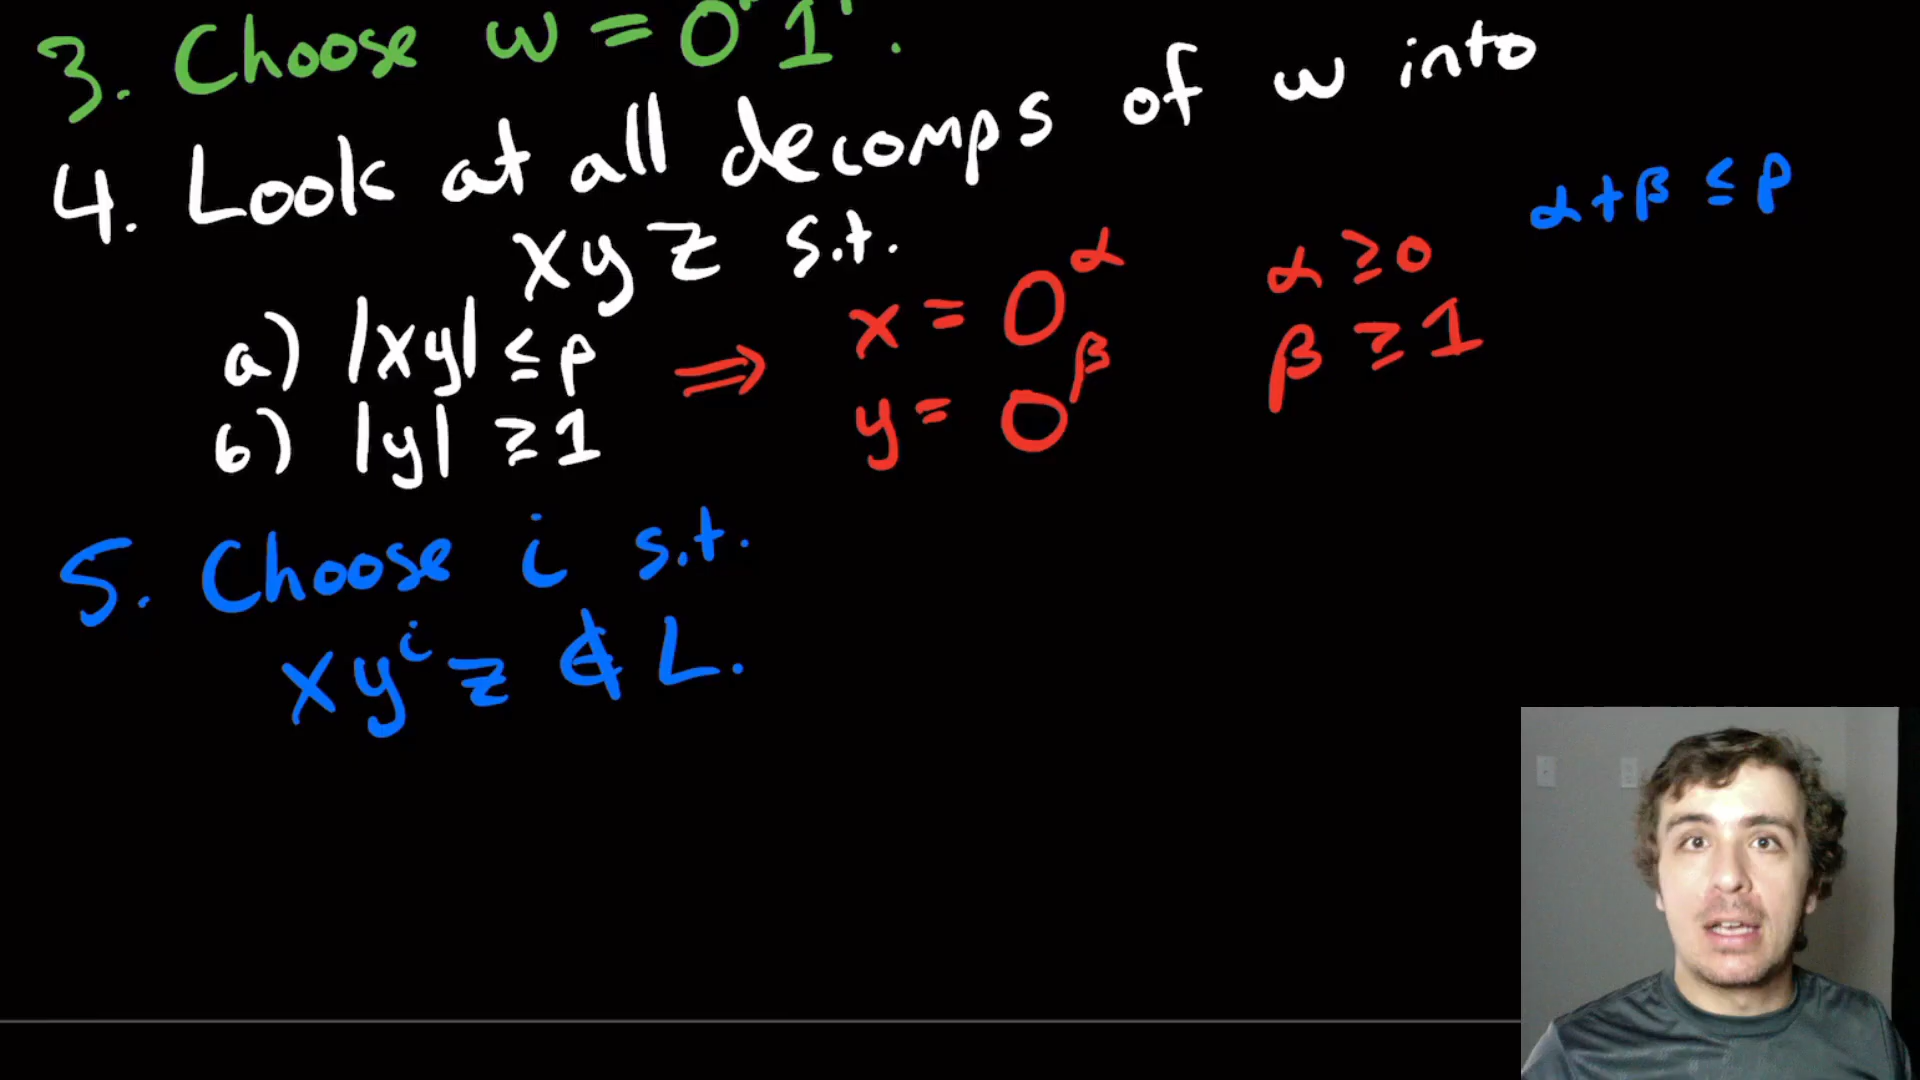 3. Choose w = 0 1 .
4. Look at all decomps of w into
xyz s.t.
α + β ≤ p
a) |xy| ≤ p ⇒ x = 0^α α ≥ 0
b) |y| ≥ 1 y = 0^β β ≥ 1
5. Choose i s.t.
xy^i z ∉ L.